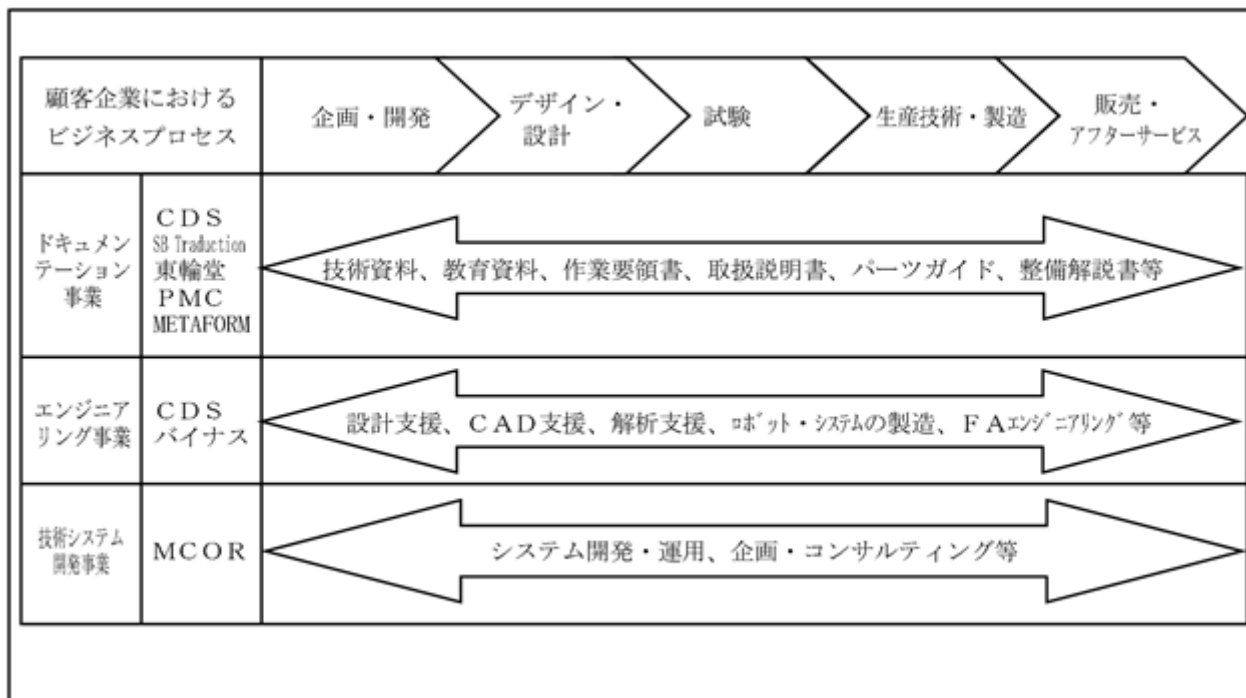 顧客企業における
ビジネスプロセス
企画・開発
デザイン・
設計
試験
生産技術・製造
販売・
アフターサービス
ドキュメン
テーション
事業
CDS
SB Traduction
東輪堂
PMC
METAFORM
技術資料、教育資料、作業要領書、取扱説明書、パーツガイド、整備解説書等
エンジニア
リング事業
CDS
バイナス
設計支援、CAD支援、解析支援、ロボット・システムの製造、FAエンジニアリング等
技術システム
開発事業
MCOR
システム開発・運用、企画・コンサルティング等